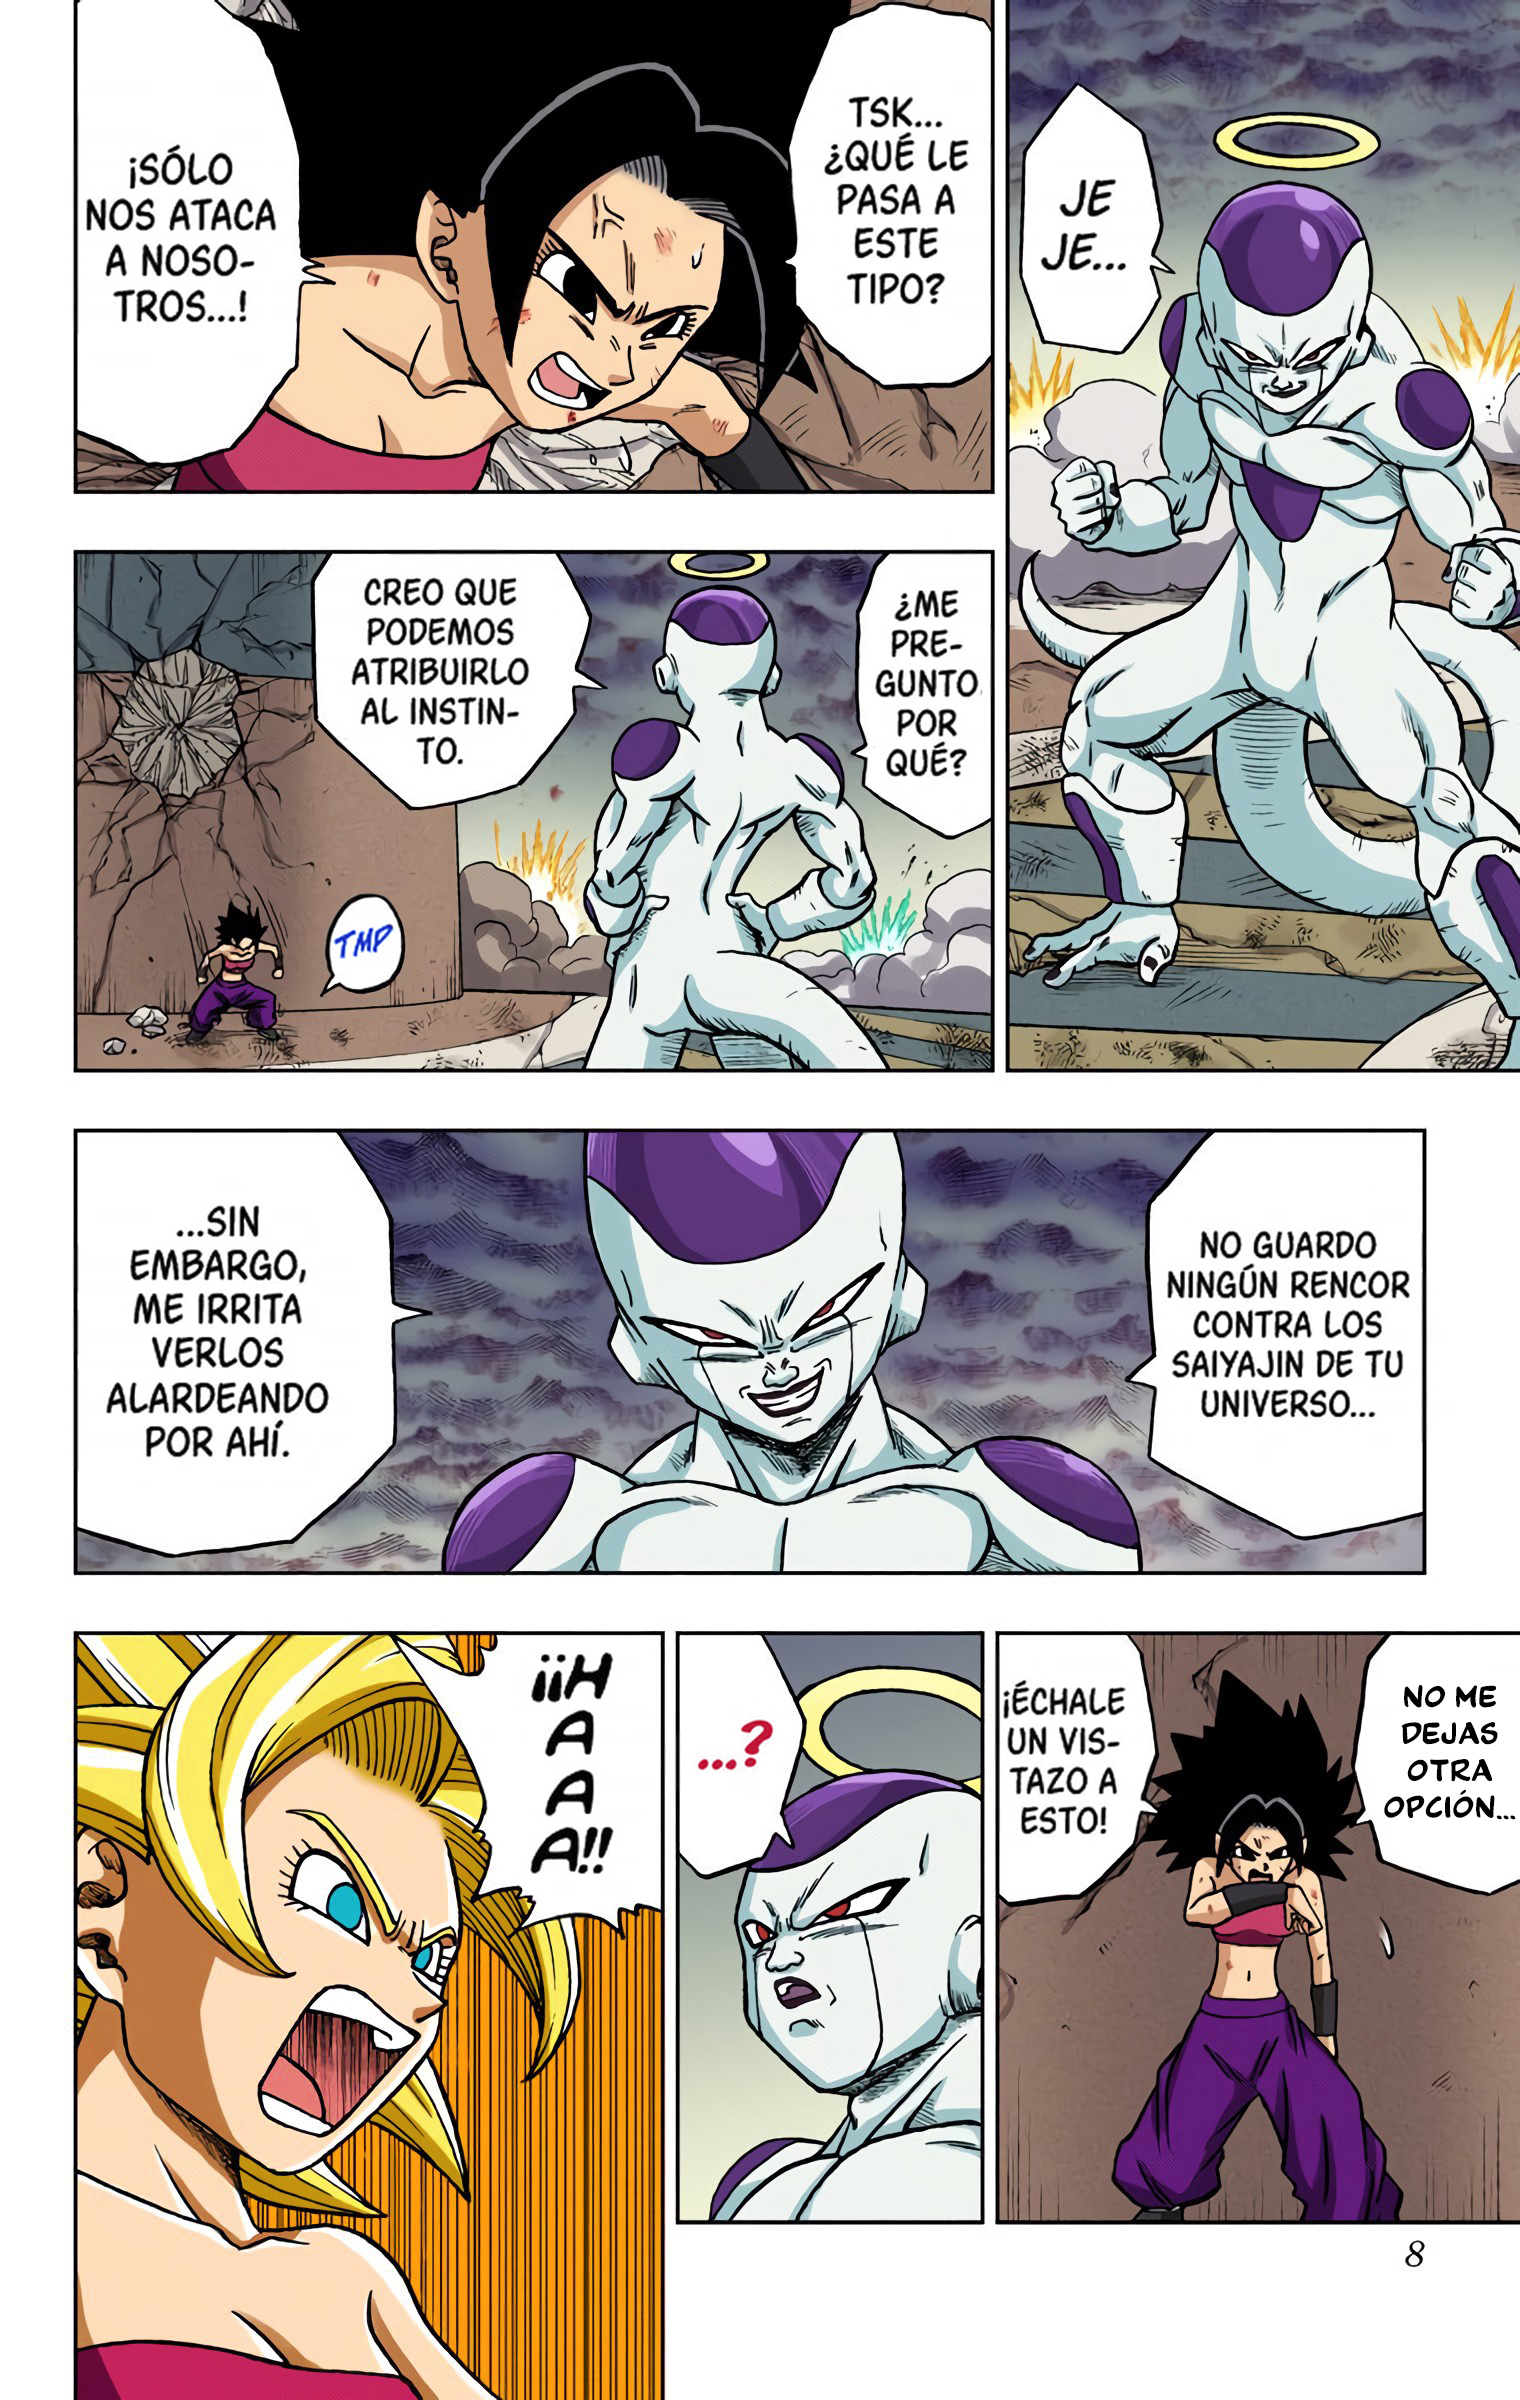 JE
JE...
TSK...
¿QUÉ LE
PASA A
ESTE
TIPO?
¡SÓLO
NOS ATACA
A NOSO-
TROS...!
¿ME
PRE-
GUNTO
POR
QUÉ?
CREO QUE
PODEMOS
ATRIBUIRLO
AL INSTIN-
TO.
TMP
NO GUARDO
NINGÚN RENCOR
CONTRA LOS
SAIYAJIN DE TU
UNIVERSO...
...SIN
EMBARGO,
ME IRRITA
VERLOS
ALARDEANDO
POR AHÍ.
NO ME
DEJAS
OTRA
OPCIÓN...
¡ÉCHALE
UN VIS-
TAZO A
ESTO!
...?
¡¡H
A
A
A!!
8